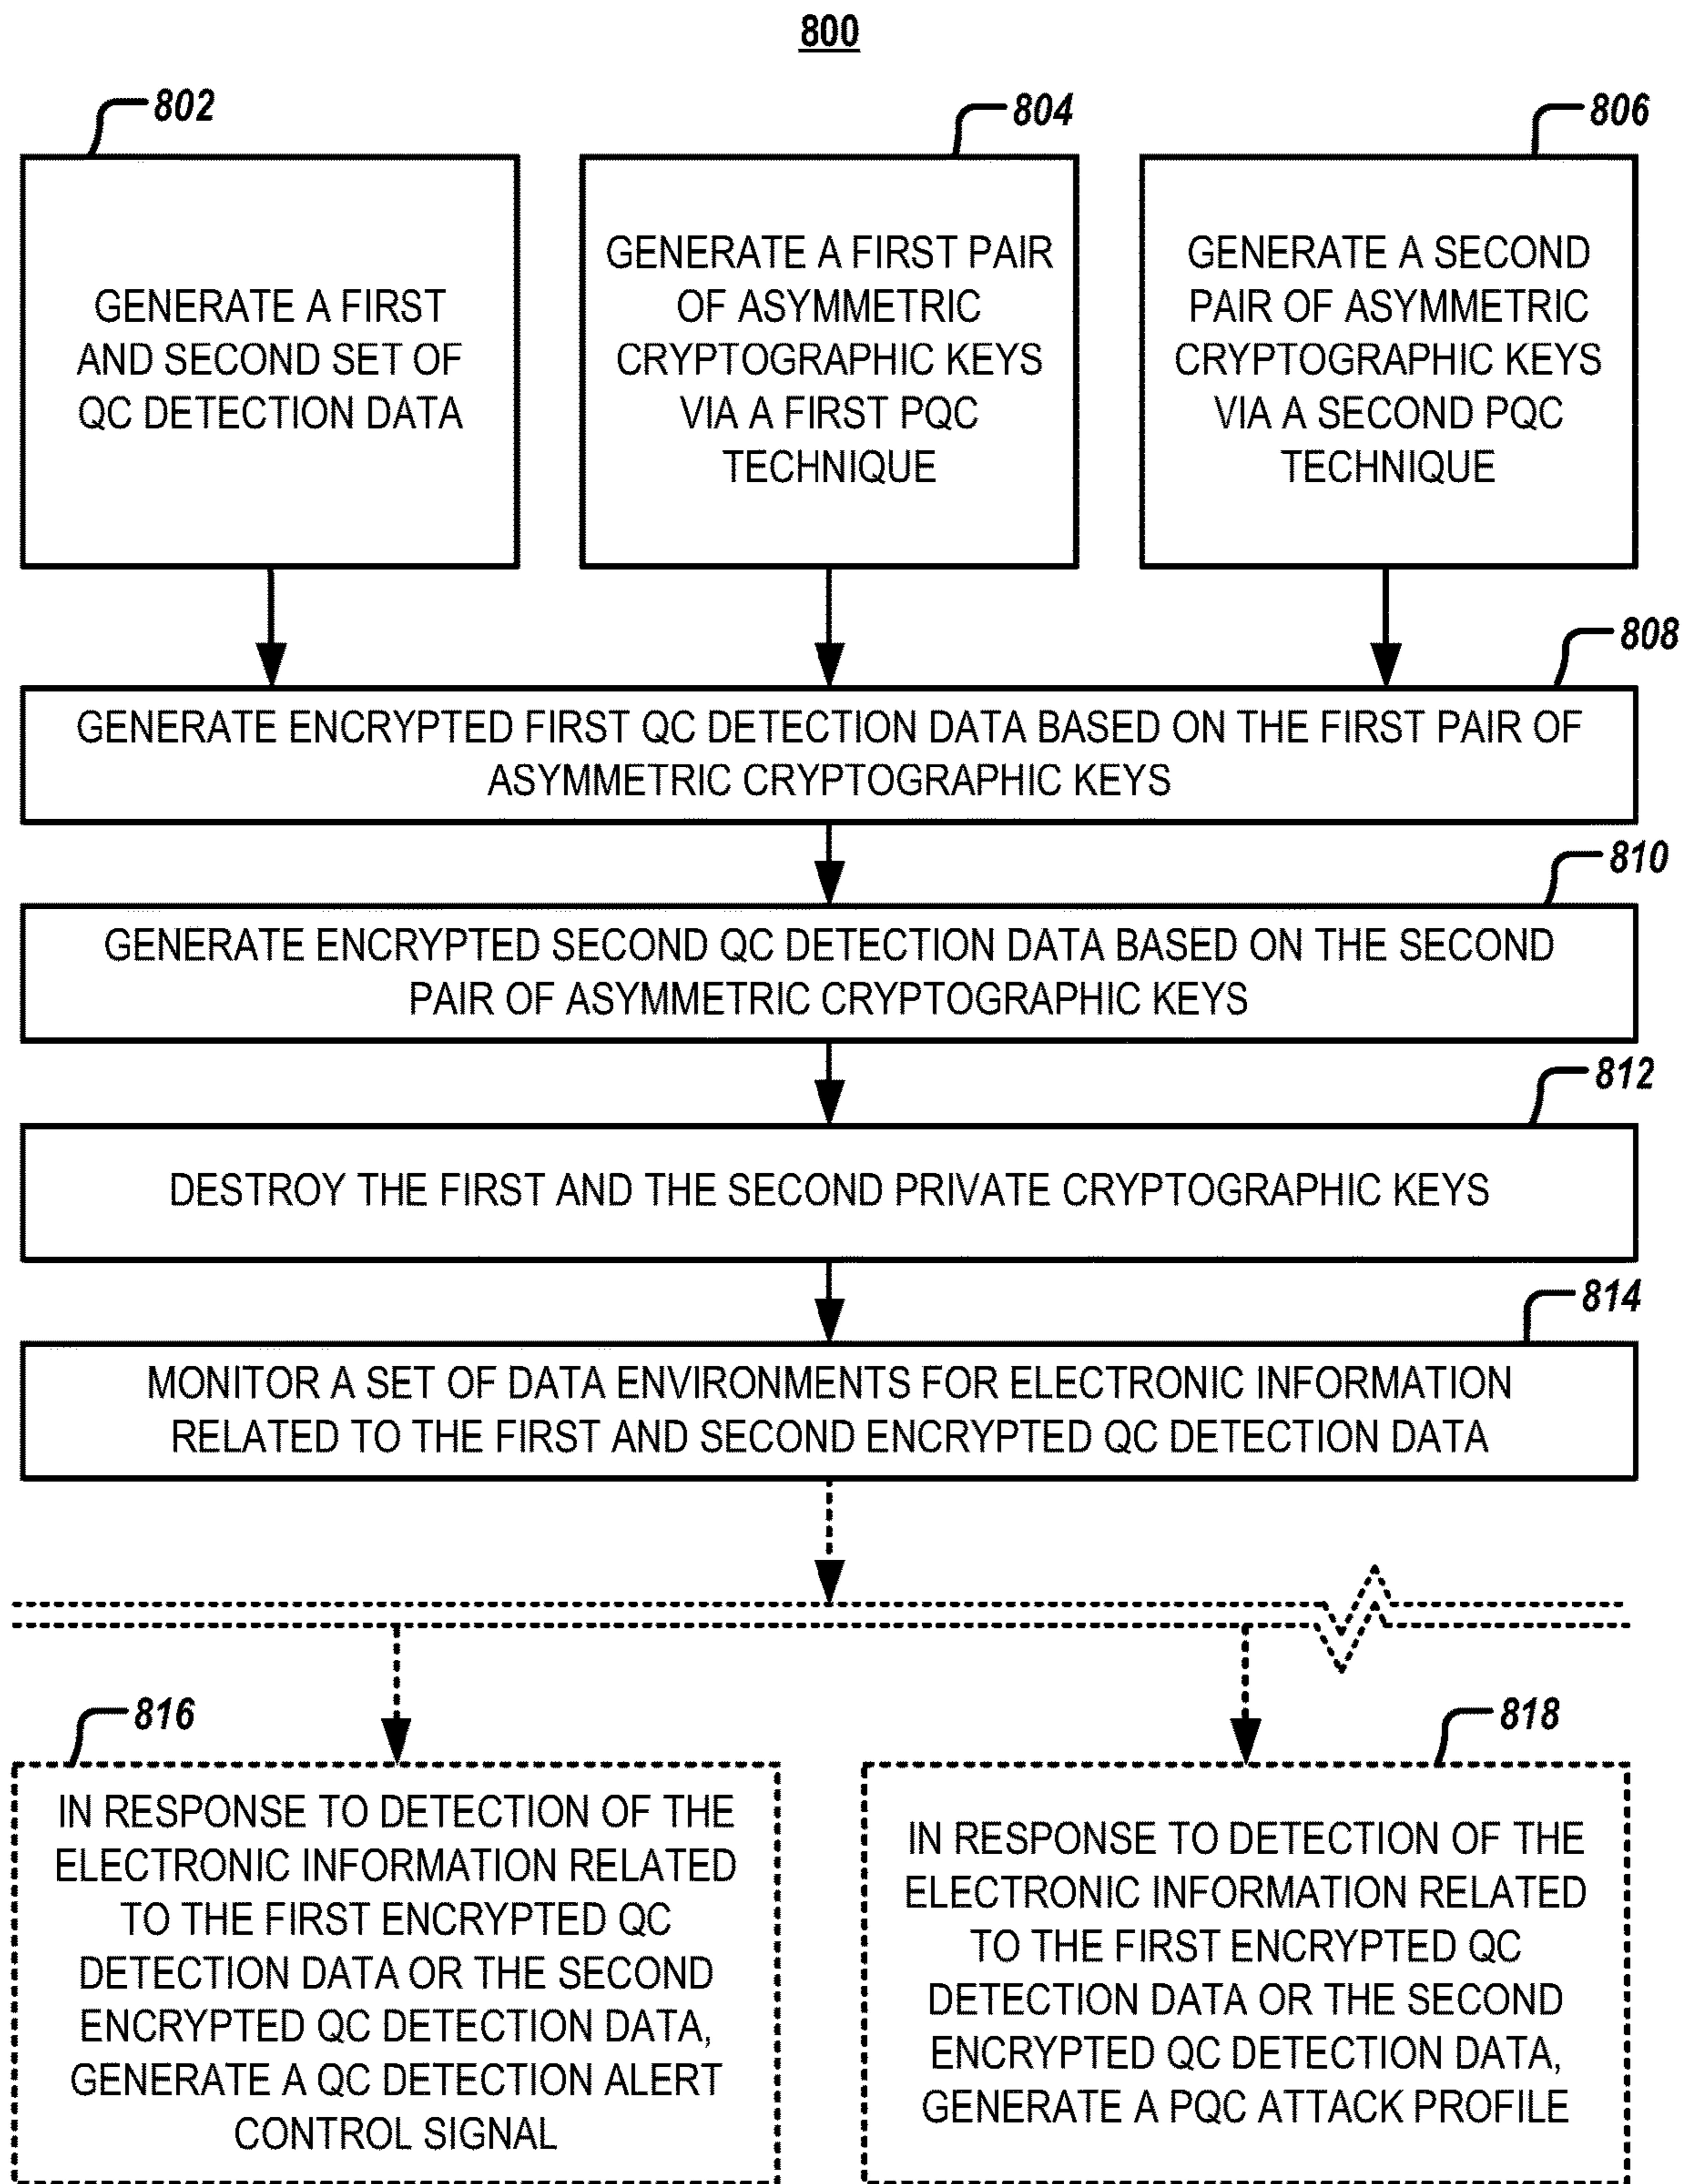 800
802
GENERATE A FIRST
AND SECOND SET OF
QC DETECTION DATA
804
GENERATE A FIRST PAIR
OF ASYMMETRIC
CRYPTOGRAPHIC KEYS
VIA A FIRST PQC
TECHNIQUE
806
GENERATE A SECOND
PAIR OF ASYMMETRIC
CRYPTOGRAPHIC KEYS
VIA A SECOND PQC
TECHNIQUE
808
GENERATE ENCRYPTED FIRST QC DETECTION DATA BASED ON THE FIRST PAIR OF
ASYMMETRIC CRYPTOGRAPHIC KEYS
810
GENERATE ENCRYPTED SECOND QC DETECTION DATA BASED ON THE SECOND
PAIR OF ASYMMETRIC CRYPTOGRAPHIC KEYS
812
DESTROY THE FIRST AND THE SECOND PRIVATE CRYPTOGRAPHIC KEYS
814
MONITOR A SET OF DATA ENVIRONMENTS FOR ELECTRONIC INFORMATION
RELATED TO THE FIRST AND SECOND ENCRYPTED QC DETECTION DATA
816
IN RESPONSE TO DETECTION OF THE
ELECTRONIC INFORMATION RELATED
TO THE FIRST ENCRYPTED QC
DETECTION DATA OR THE SECOND
ENCRYPTED QC DETECTION DATA,
GENERATE A QC DETECTION ALERT
CONTROL SIGNAL
818
IN RESPONSE TO DETECTION OF THE
ELECTRONIC INFORMATION RELATED
TO THE FIRST ENCRYPTED QC
DETECTION DATA OR THE SECOND
ENCRYPTED QC DETECTION DATA,
GENERATE A PQC ATTACK PROFILE